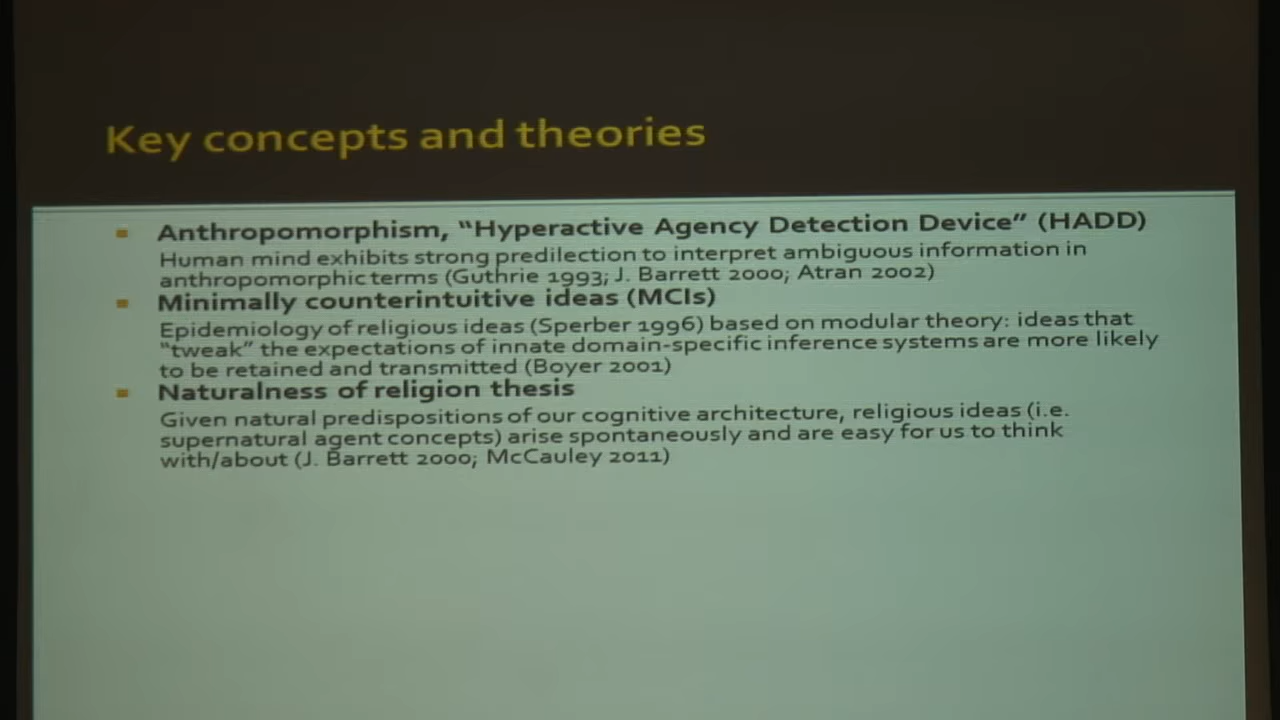 Key concepts and theories
Anthropomorphism, “Hyperactive Agency Detection Device” (HADD)
Human mind exhibits strong predilection to interpret ambiguous information in
anthropomorphic terms (Guthrie 1993; J. Barrett 2000; Atran 2002)
Minimally counterintuitive ideas (MCIs)
Epidemiology of religious ideas (Sperber 1996) based on modular theory: ideas that
“tweak” the expectations of innate domain-specific inference systems are more likely
to be retained and transmitted (Boyer 2001)
Naturalness of religion thesis
Given natural predispositions of our cognitive architecture, religious ideas (i.e.
supernatural agent concepts) arise spontaneously and are easy for us to think
with/about (J. Barrett 2000; McCauley 2011)